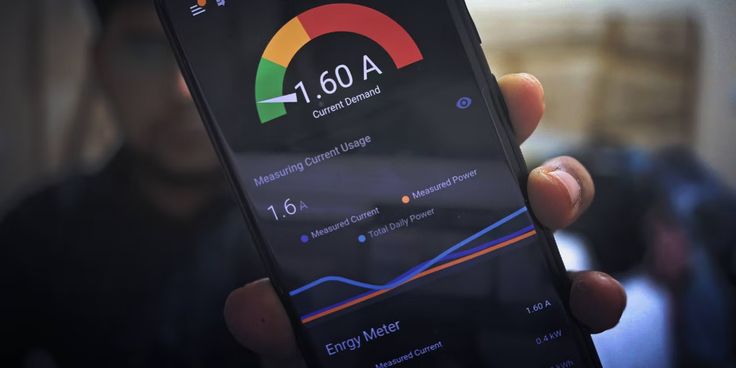 1.60 A
Current Demand
Measuring Current Usage
1.6 A
Measured Current
Measured Power
Total Daily Power
Enrgy Meter
Measured Current
1.60 A
0.4 kW